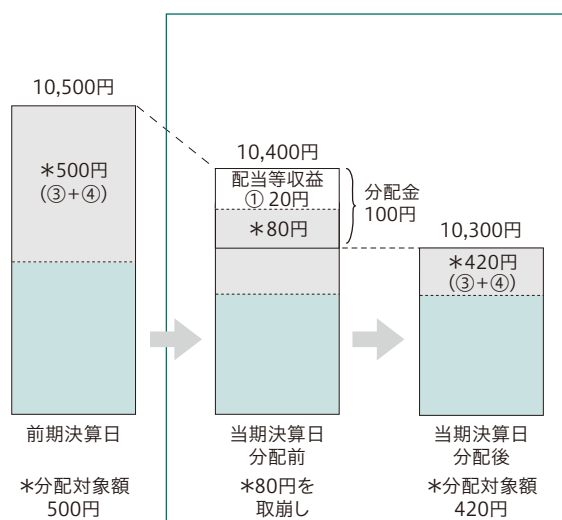 10,500円
＊500円
(③＋④)
前期決算日
＊分配対象額
500円
10,400円
配当等収益
① 20円
＊80円
分配金
100円
当期決算日
分配前
＊80円を
取崩し
10,300円
＊420円
(③＋④)
当期決算日
分配後
＊分配対象額
420円